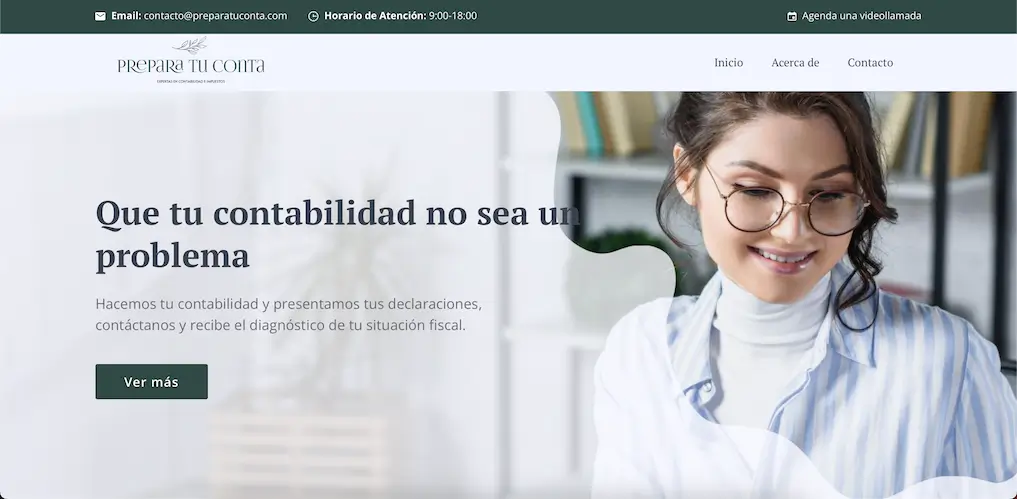 Email: contacto@preparatuconta.com
Horario de Atención: 9:00-18:00
Agenda una videollamada
PREPARA TU CONTA
EXPERTAS EN CONTABILIDAD E IMPUESTOS
Inicio
Acerca de
Contacto
Que tu contabilidad no sea un
problema
Hacemos tu contabilidad y presentamos tus declaraciones,
contáctanos y recibe el diagnóstico de tu situación fiscal.
Ver más